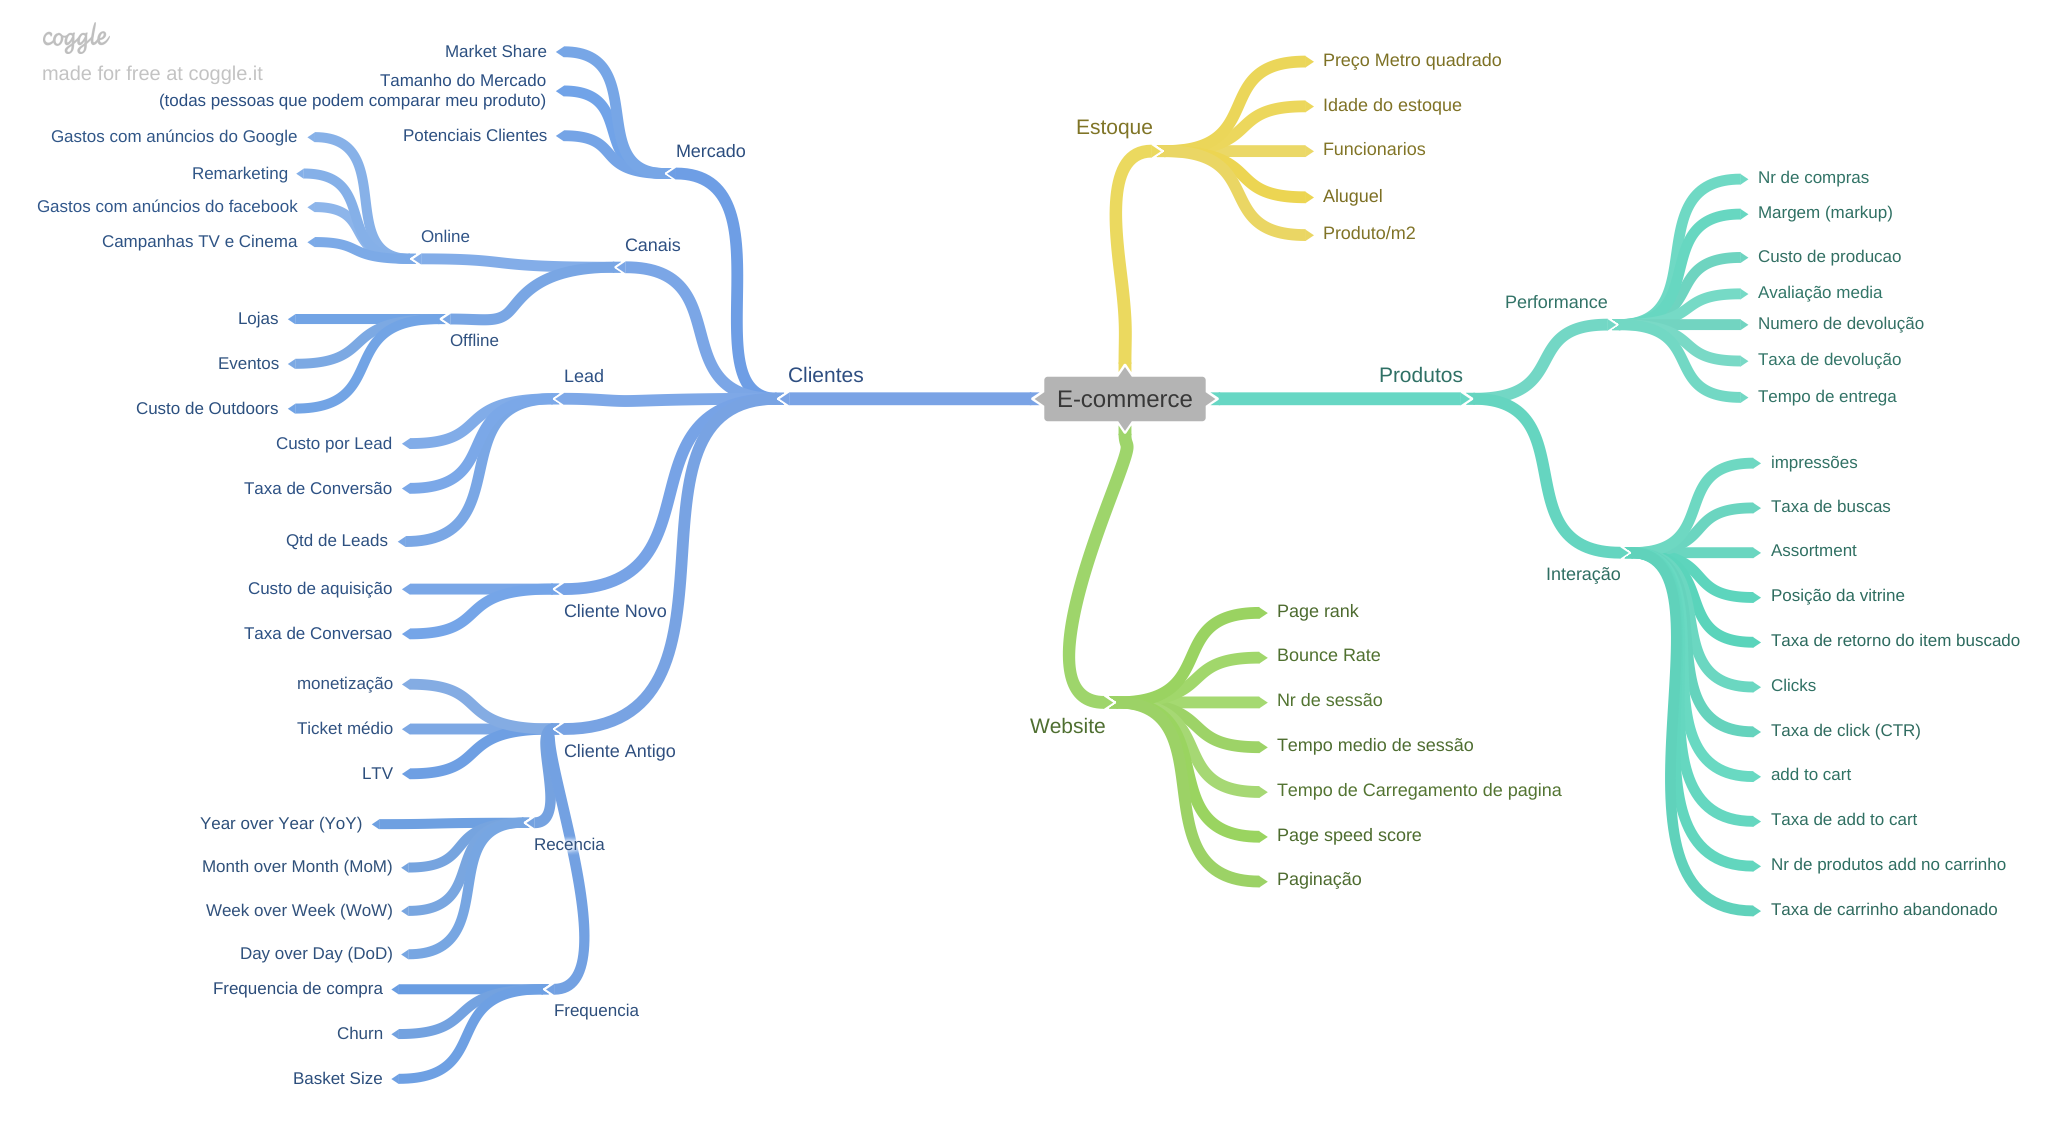 coggle
made for free at coggle.it
E-commerce
Clientes
Mercado
Market Share
Tamanho do Mercado
(todas pessoas que podem comparar meu produto)
Potenciais Clientes
Canais
Online
Gastos com anúncios do Google
Remarketing
Gastos com anúncios do facebook
Campanhas TV e Cinema
Offline
Lojas
Eventos
Custo de Outdoors
Lead
Custo por Lead
Taxa de Conversão
Qtd de Leads
Cliente Novo
Custo de aquisição
Taxa de Conversao
Cliente Antigo
monetização
Ticket médio
LTV
Recencia
Year over Year (YoY)
Month over Month (MoM)
Week over Week (WoW)
Day over Day (DoD)
Frequencia
Frequencia de compra
Churn
Basket Size
Estoque
Preço Metro quadrado
Idade do estoque
Funcionarios
Aluguel
Produto/m2
Produtos
Performance
Nr de compras
Margem (markup)
Custo de producao
Avaliação media
Numero de devolução
Taxa de devolução
Tempo de entrega
Interação
impressões
Taxa de buscas
Assortment
Posição da vitrine
Taxa de retorno do item buscado
Clicks
Taxa de click (CTR)
add to cart
Taxa de add to cart
Nr de produtos add no carrinho
Taxa de carrinho abandonado
Website
Page rank
Bounce Rate
Nr de sessão
Tempo medio de sessão
Tempo de Carregamento de pagina
Page speed score
Paginação